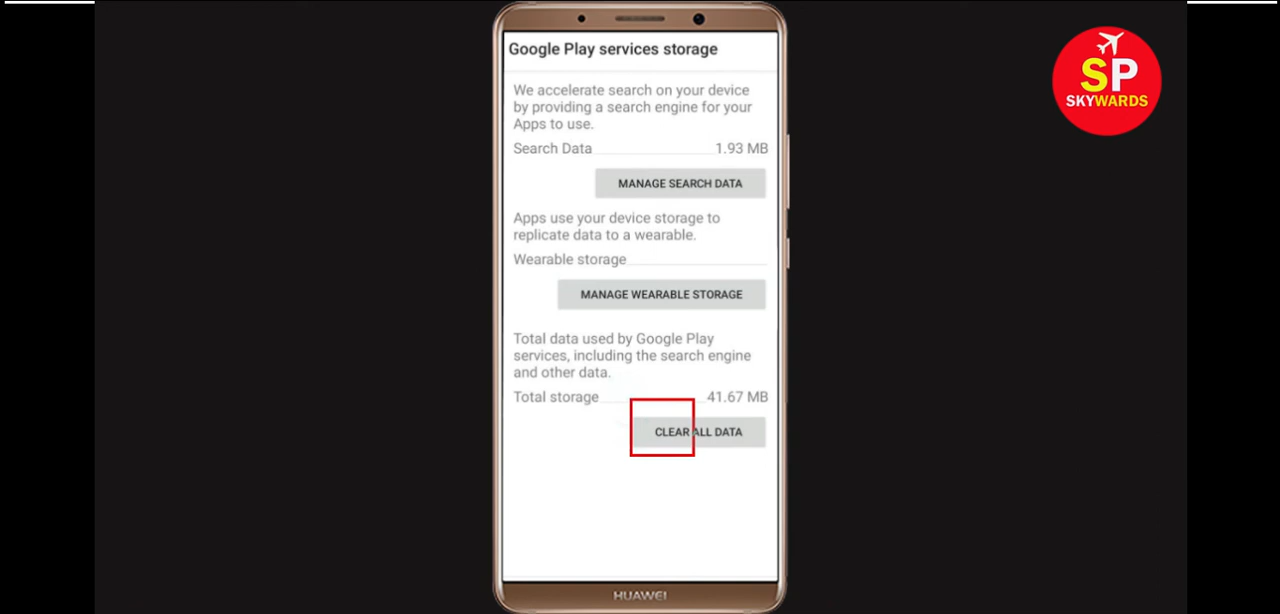 Google Play services storage
We accelerate search on your device
by providing a search engine for your
Apps to use.
Search Data 1.93 MB
MANAGE SEARCH DATA
Apps use your device storage to
replicate data to a wearable.
Wearable storage
MANAGE WEARABLE STORAGE
Total data used by Google Play
services, including the search engine
and other data.
Total storage 41.67 MB
CLEAR ALL DATA
HUAWEI
SP
SKYWARDS